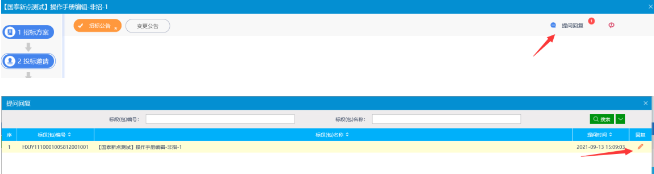 【国泰新点测试】操作手册编辑-非招-1
1 招标方案
招标公告
变更公告
提问回复
1
2 投标邀请
提问回复
标段(包)编号：
标段(包)名称：
搜索
序 标段(包)编号 标段(包)名称 提问时间 回复
1 【国泰新点测试】操作手册编辑-非招-1 2021-09-13 13:09:05